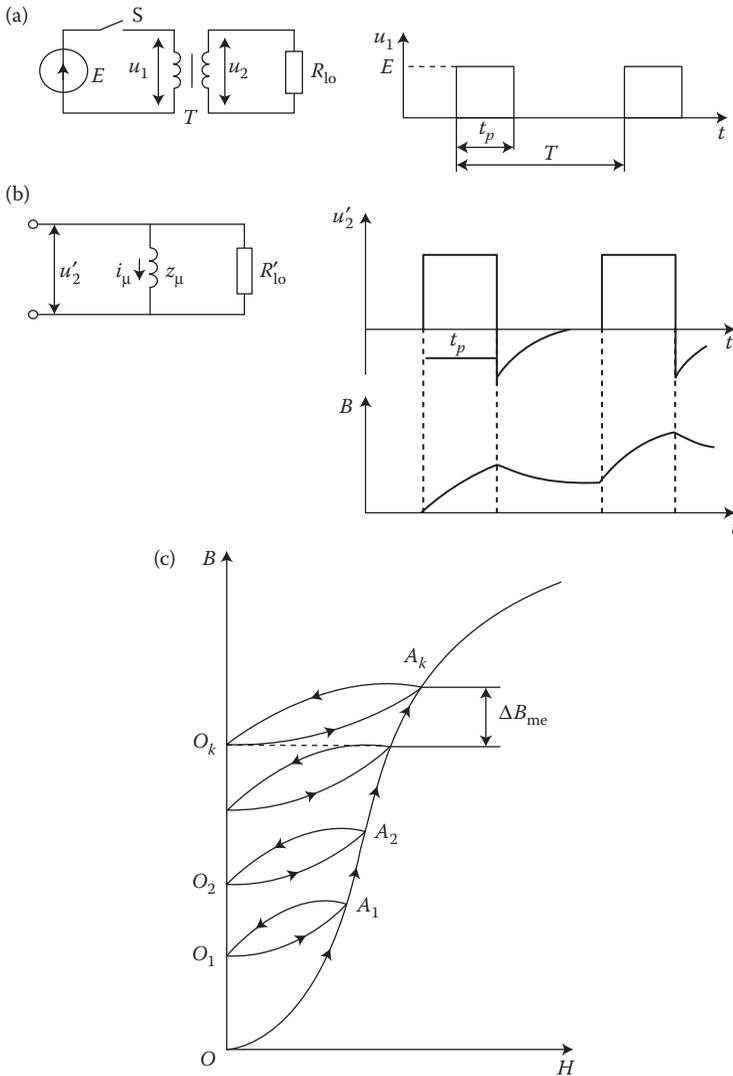 (a)
S
E
u1
u2
Rlo
T
u1
E
tp
T
t
(b)
u′2
iμ
zμ
R′lo
u′2
tp
t
B
t
(c)
B
Ak
ΔBme
Ok
A2
O2
A1
O1
O
H